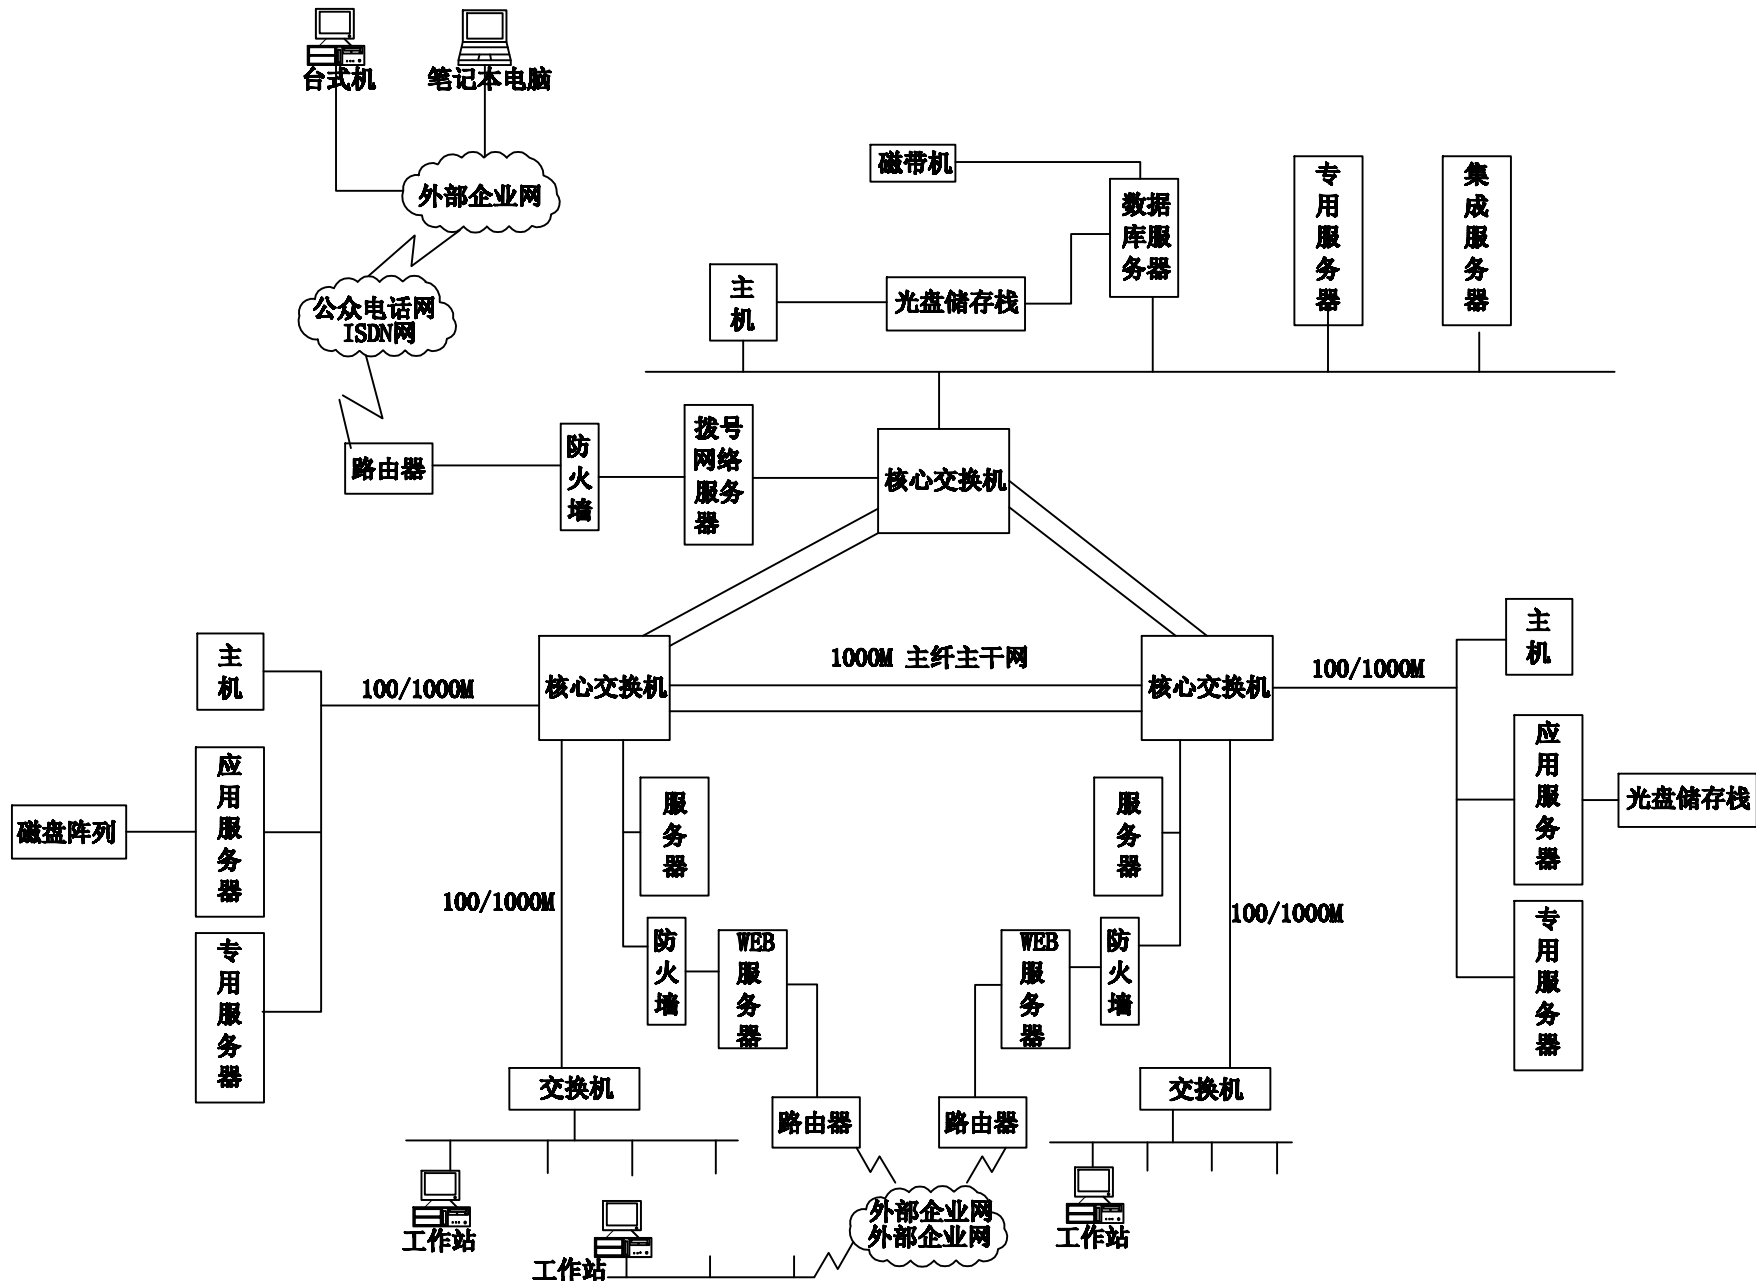 台式机
笔记本电脑
外部企业网
公众电话网
ISDN网
磁带机
数据
库服
务器
专
用
服
务
器
集
成
服
务
器
主
机
光盘储存栈
路由器
防
火
墙
拨号
网络
服务
器
核心交换机
主
机
100/1000M
核心交换机
1000M 主纤主干网
核心交换机
100/1000M
主
机
磁盘阵列
应
用
服
务
器
专
用
服
务
器
服
务
器
服
务
器
应
用
服
务
器
光盘储存栈
专
用
服
务
器
100/1000M
100/1000M
防
火
墙
WEB
服
务
器
WEB
服
务
器
防
火
墙
交换机
路由器
路由器
交换机
工作站
工作站
外部企业网
外部企业网
工作站